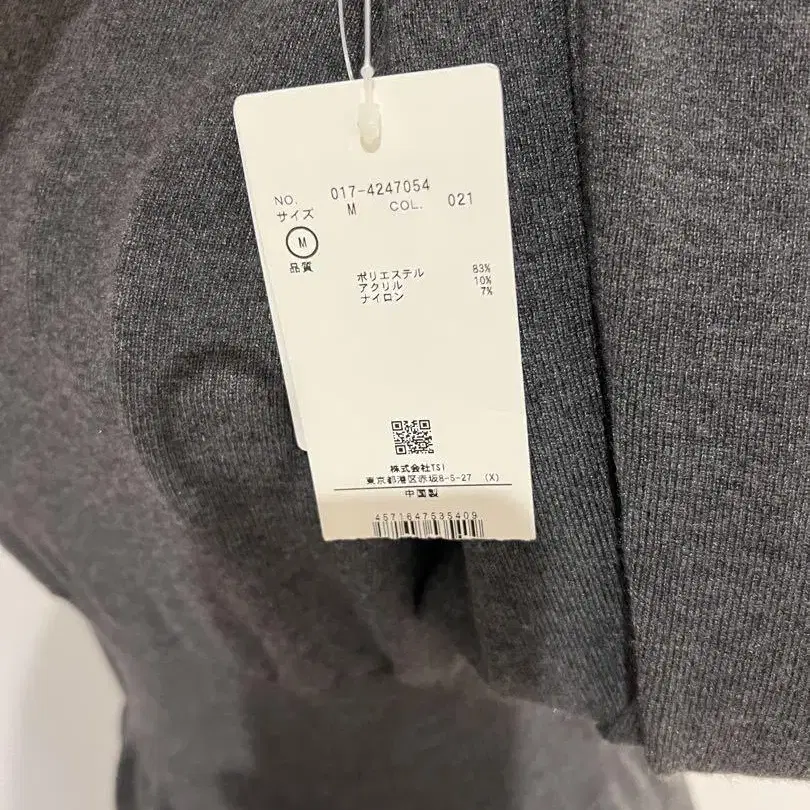 NO. 017-4247054
サイズ M COL. 021
M
品質
ポリエステル 83%
アクリル 10%
ナイロン 7%
株式会社TSI
東京都港区赤坂8-5-27 (X)
中国製
4571647535409